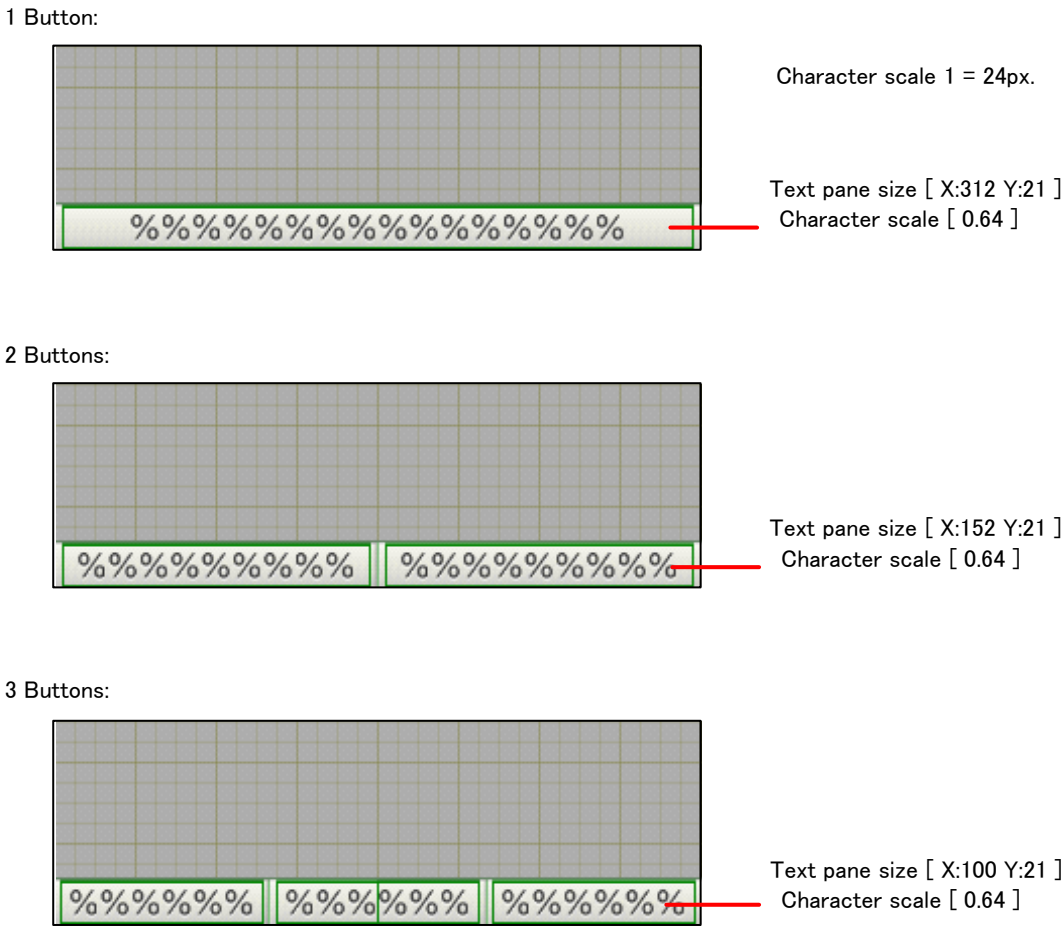 1 Button:
Character scale 1 = 24px.
Text pane size [ X:312 Y:21 ]
Character scale [ 0.64 ]
%%%%%%%%%%%%%%%%
2 Buttons:
Text pane size [ X:152 Y:21 ]
Character scale [ 0.64 ]
%%%%%%%%% %%%%%%%%%
3 Buttons:
Text pane size [ X:100 Y:21 ]
Character scale [ 0.64 ]
%%%%%% %%%%%% %%%%%%